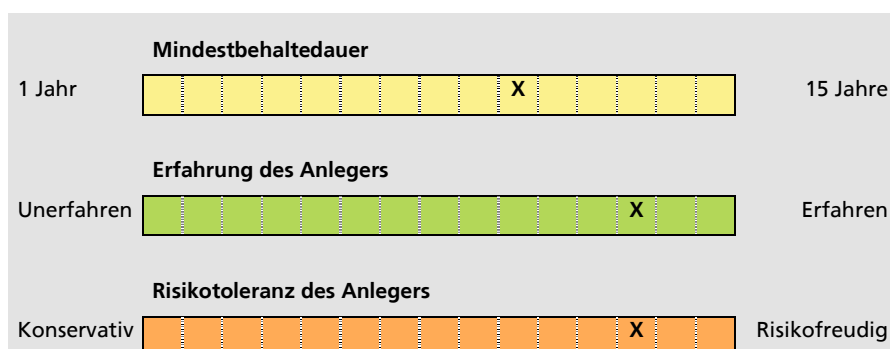 Mindestbehaltedauer
1 Jahr X 15 Jahre
Erfahrung des Anlegers
Unerfahren X Erfahren
Risikotoleranz des Anlegers
Konservativ X Risikofreudig